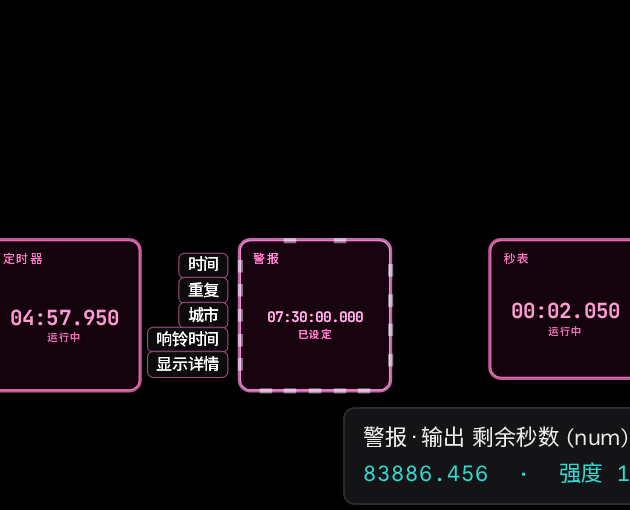 定时器
04:57.950
运行中
时间
重复
城市
响铃时间
显示详情
警报
07:30:00.000
已设定
秒表
00:02.050
运行中
警报·输出 剩余秒数 (num)
83886.456 · 强度 1